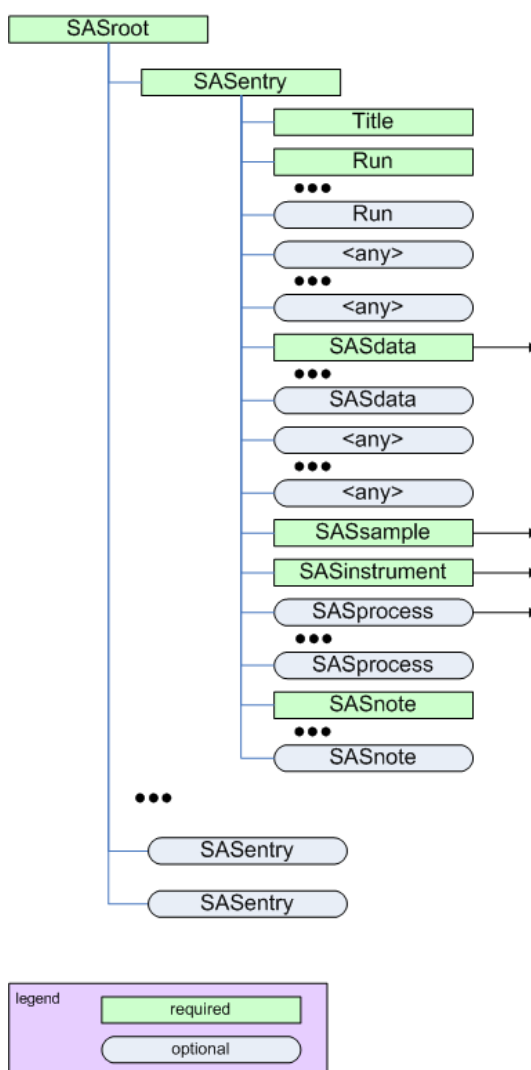 SASroot
SASentry
Title
Run
•••
Run
<any>
•••
<any>
SASdata
•••
SASdata
<any>
•••
<any>
SASsample
SASinstrument
SASprocess
•••
SASprocess
SASnote
•••
SASnote
•••
SASentry
SASentry
legend
required
optional